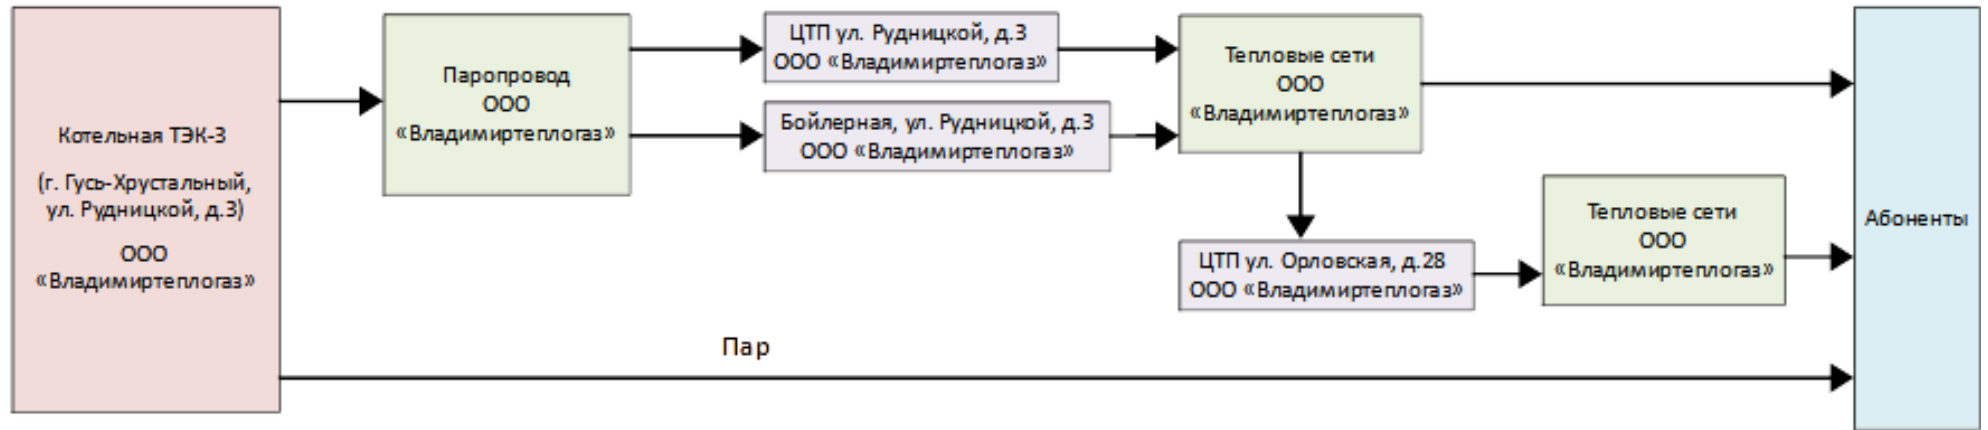 Котельная ТЭК-3
(г. Гусь-Хрустальный,
ул. Рудницкой, д.3)
ООО
«Владимиртеплогаз»
Паропровод
ООО
«Владимиртеплогаз»
ЦТП ул. Рудницкой, д.3
ООО «Владимиртеплогаз»
Бойлерная, ул. Рудницкой, д.3
ООО «Владимиртеплогаз»
Тепловые сети
ООО
«Владимиртеплогаз»
ЦТП ул. Орловская, д.28
ООО «Владимиртеплогаз»
Тепловые сети
ООО
«Владимиртеплогаз»
Абоненты
Пар